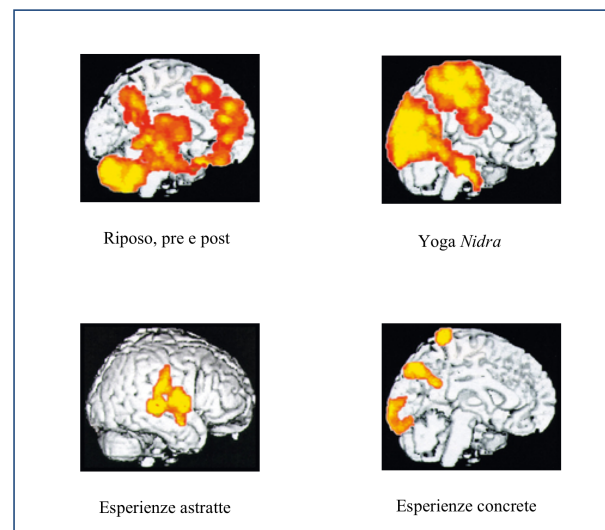 Riposo, pre e post
Yoga Nidra
Esperienze astratte
Esperienze concrete